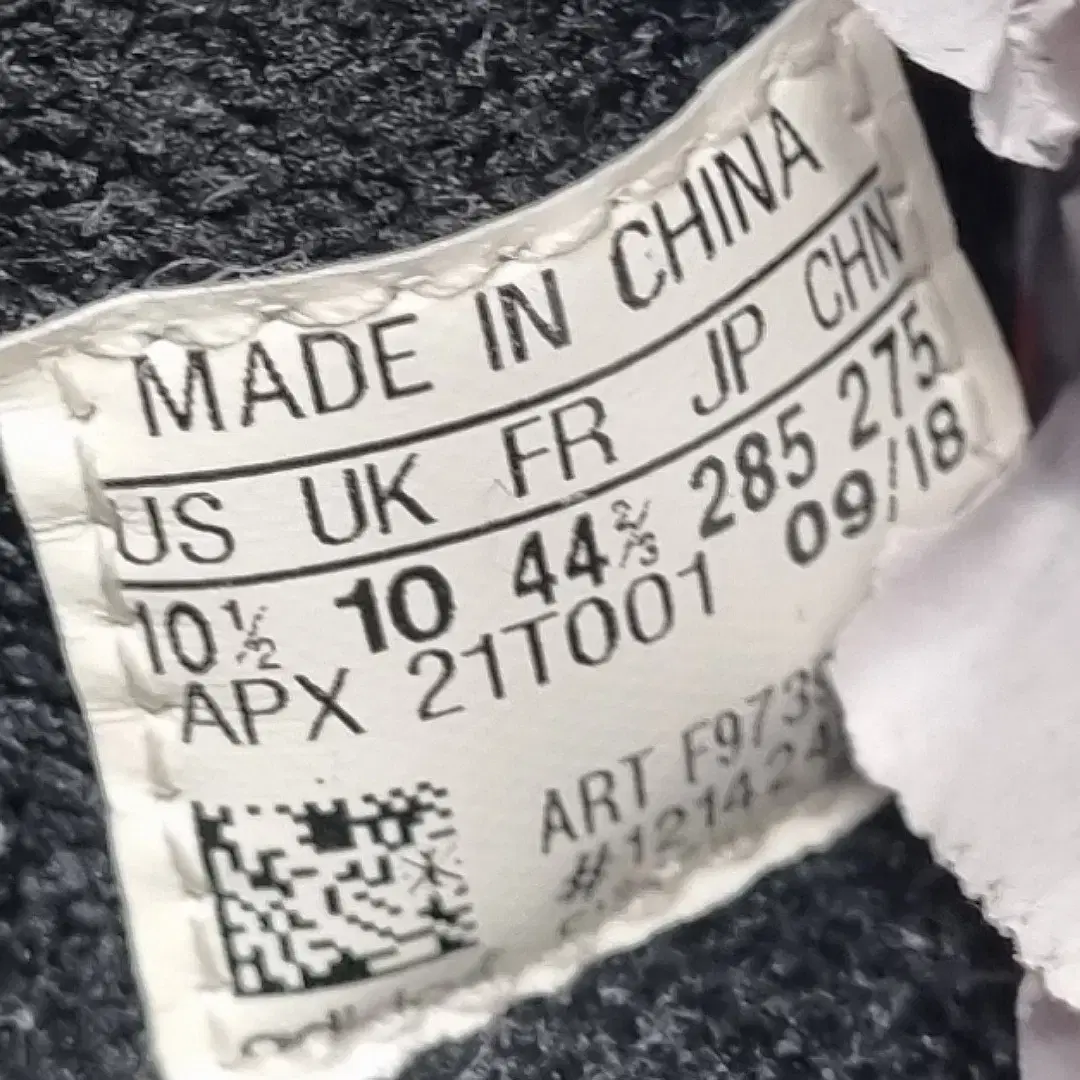 MADE IN CHINA
US UK FR JP CHN
10½ 10 44⅔ 285 275
APX 21T001 09/18
ART